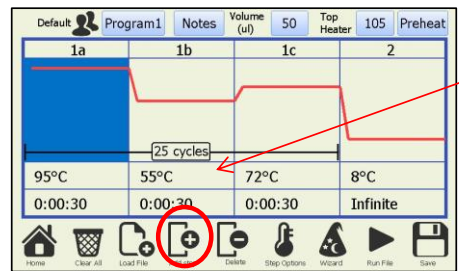 Default Program1 Notes Volume (ul) 50 Top Heater 105 Preheat
1a 1b 1c 2
25 cycles
95°C 55°C 72°C 8°C
0:00:30 0:00:30 0:00:30 Infinite
Home Clear All Load File Add step Delete Step Options Wizard Run File Save